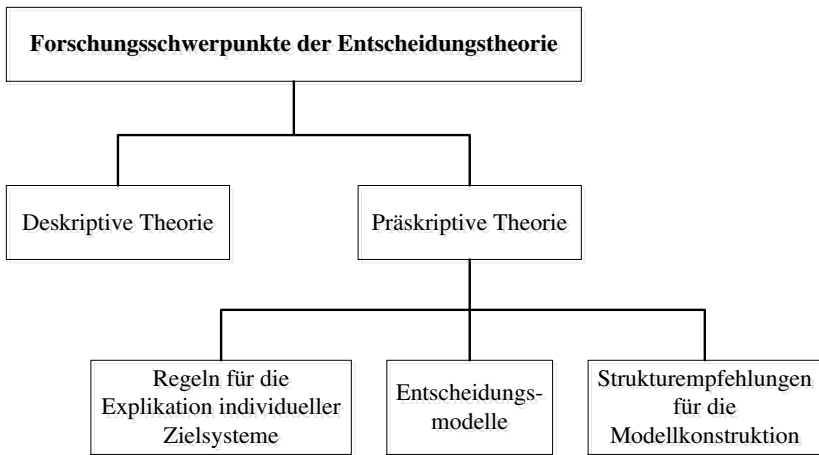 Forschungsschwerpunkte der Entscheidungstheorie
Deskriptive Theorie
Präskriptive Theorie
Regeln für die
Explikation individueller
Zielsysteme
Entscheidungs-
modelle
Strukturempfehlungen
für die
Modellkonstruktion